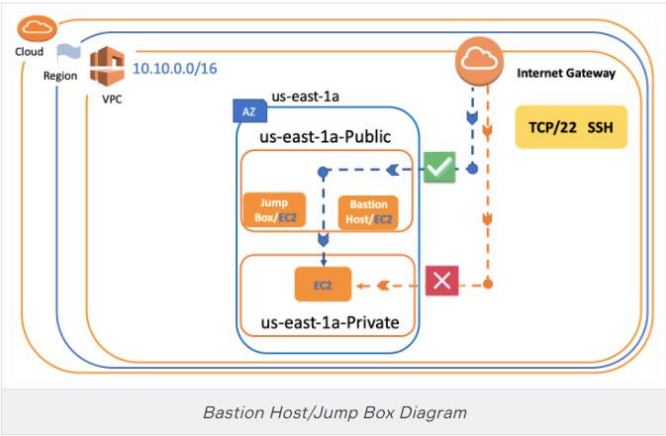 Cloud
Region
VPC
10.10.0.0/16
Internet Gateway
TCP/22 SSH
AZ
us-east-1a
us-east-1a-Public
Jump
Box/EC2
Bastion
Host/EC2
EC2
us-east-1a-Private
Bastion Host/Jump Box Diagram